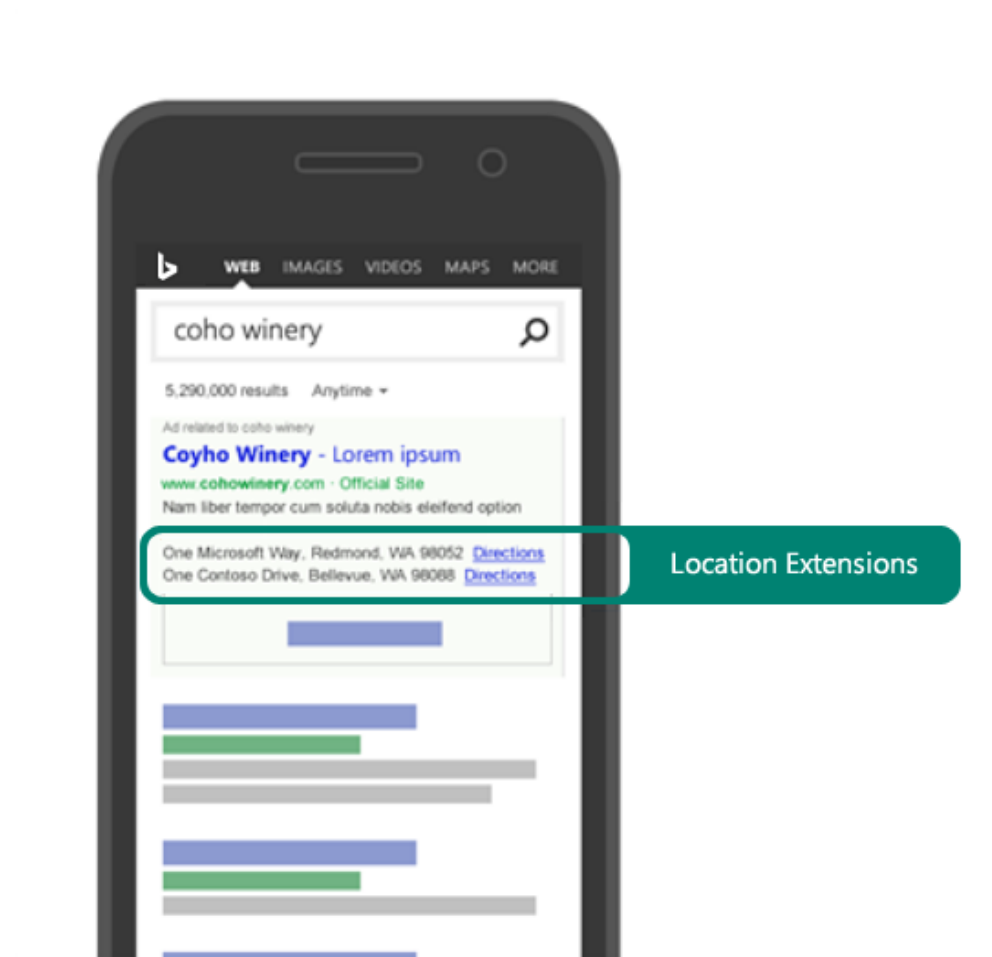 WEB IMAGES VIDEOS MAPS MORE
coho winery
5,290,000 results Anytime
Ad related to coho winery
Coyho Winery - Lorem ipsum
www.cohowinery.com · Official Site
Nam liber tempor cum soluta nobis eleifend option
One Microsoft Way, Redmond, WA 98052 Directions
One Contoso Drive, Bellevue, WA 98088 Directions
Location Extensions